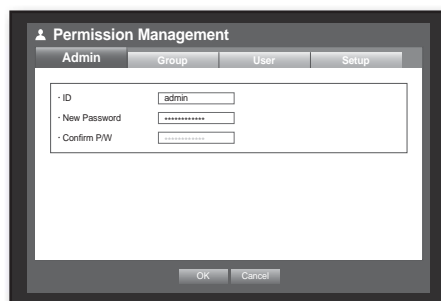 Permission Management
Admin Group User Setup
· ID admin
· New Password ************
· Confirm P/W ************
OK Cancel